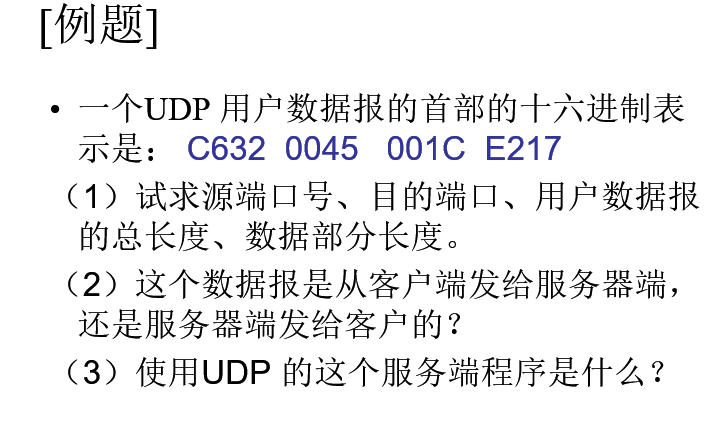 [例题]
• 一个UDP 用户数据报的首部的十六进制表
示是： C632 0045 001C E217
（1）试求源端口号、目的端口、用户数据报
的总长度、数据部分长度。
（2）这个数据报是从客户端发给服务器端，
还是服务器端发给客户的？
（3）使用UDP 的这个服务端程序是什么？